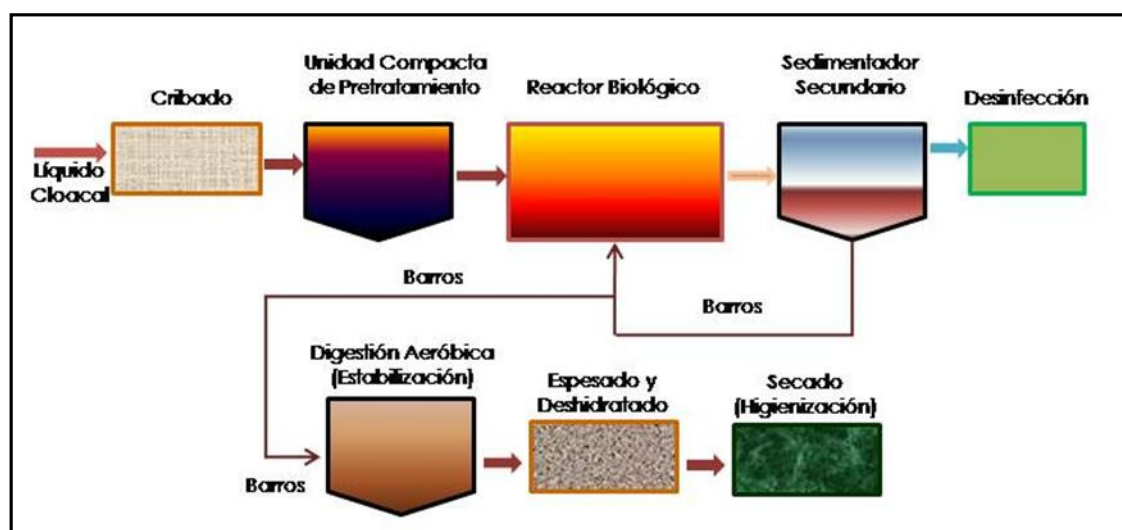 Cribado
Unidad Compacta
de Pretratamiento
Reactor Biológico
Sedimentador
Secundario
Desinfección
Líquido
Cloacal
Barros
Barros
Digestión Aeróbica
(Estabilización)
Espesado y
Deshidratado
Secado
(Higienización)
Barros